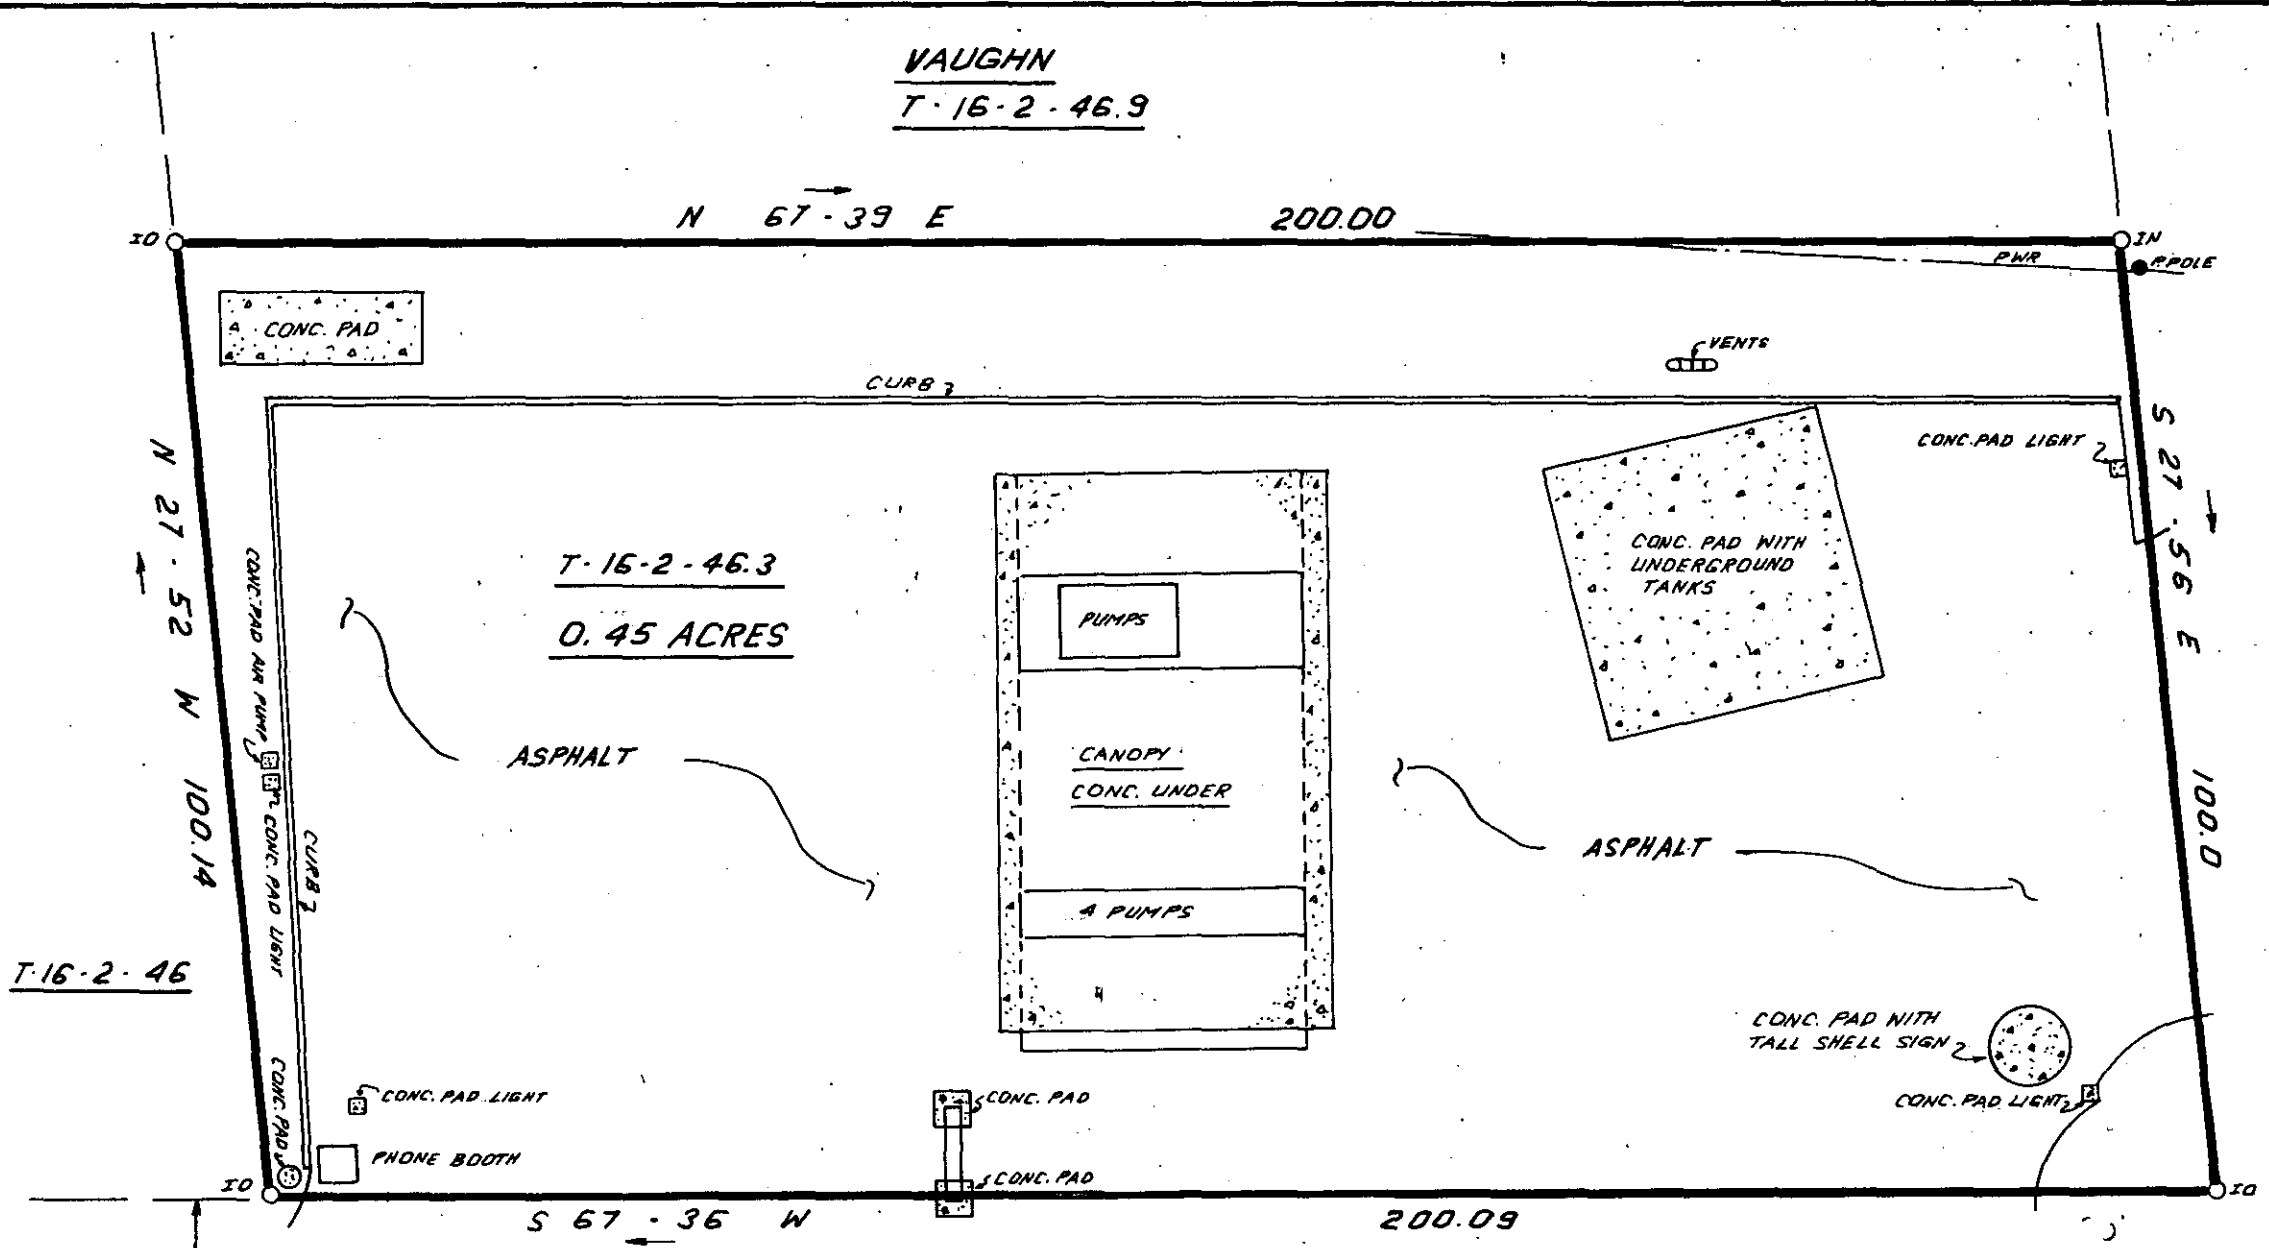 VAUGHN
T-16-2-46.9
N 67-39 E 200.00
IO
IN
P.POLE
PWR
CONC. PAD
VENTS
CURB
CONC. PAD LIGHT
S 27-56 E 100.0
N 27-52 W 100.14
T-16-2-46.3
0.45 ACRES
CONC. PAD WITH
UNDERGROUND
TANKS
PUMPS
CONC. PAD AIR PUMP
ASPHALT
CANOPY
CONC. UNDER
ASPHALT
CURB
CONC. PAD LIGHT
4 PUMPS
T-16-2-46
CONC. PAD WITH
TALL SHELL SIGN
CONC. PAD
CONC. PAD LIGHT
CONC. PAD
CONC. PAD LIGHT
PHONE BOOTH
CONC. PAD
IO
IO
S 67-36 W 200.09